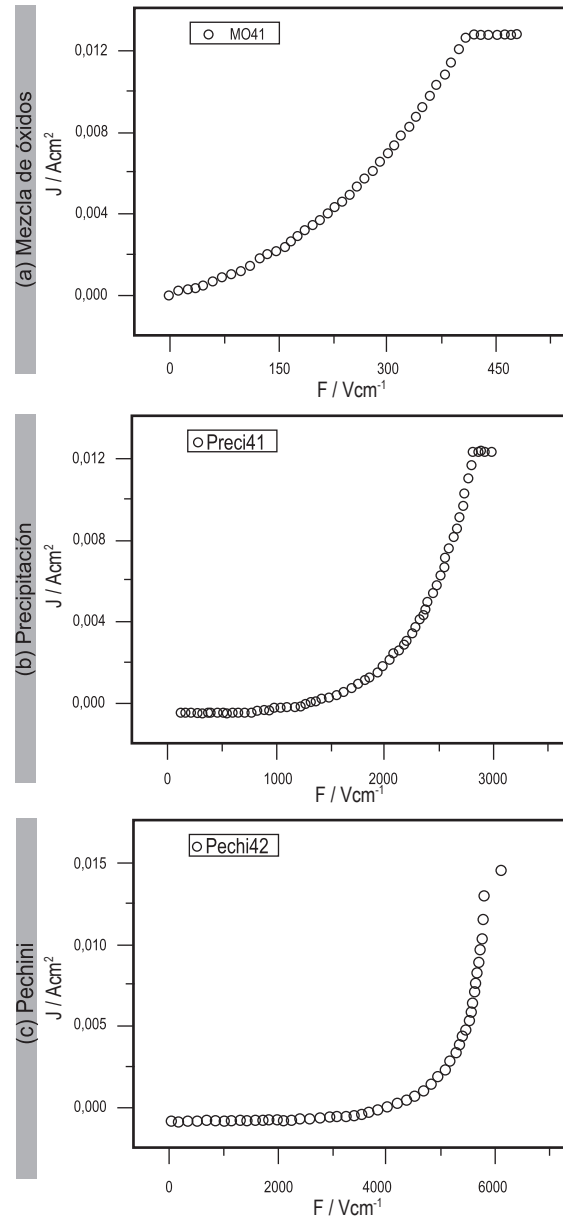 (a) Mezcla de óxidos
J / Acm²
0,012
0,008
0,004
0,000
MO41
0
150
300
450
F / Vcm⁻¹
(b) Precipitación
J / Acm²
0,012
0,008
0,004
0,000
Preci41
0
1000
2000
3000
F / Vcm⁻¹
(c) Pechini
J / Acm²
0,015
0,010
0,005
0,000
Pechi42
0
2000
4000
6000
F / Vcm⁻¹